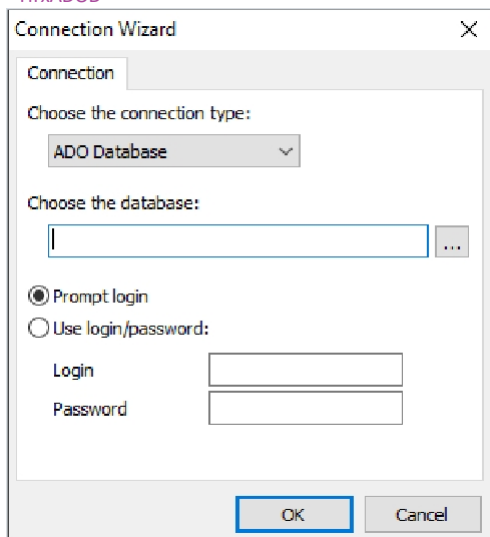 Connection Wizard
Connection
Choose the connection type:
ADO Database
Choose the database:
...
Prompt login
Use login/password:
Login
Password
OK
Cancel